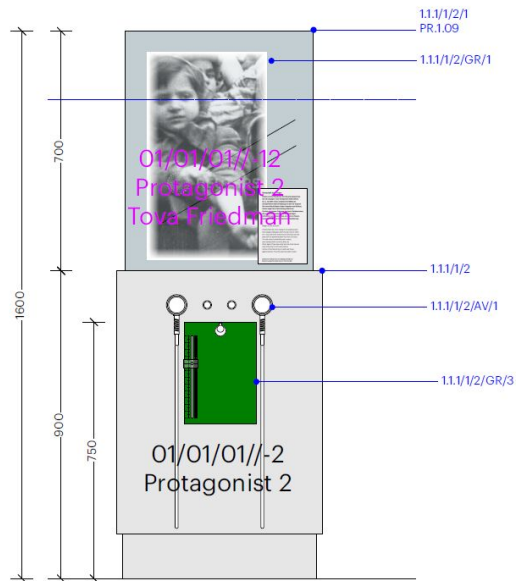 1.1.1/1/2/1
PR.1.09
1.1.1/1/2/GR/1
700
01/01/01//-12
Protagonist 2
Tova Friedman
1.1.1/1/2
1.1.1/1/2/AV/1
1600
900
750
1.1.1/1/2/GR/3
01/01/01//-2
Protagonist 2